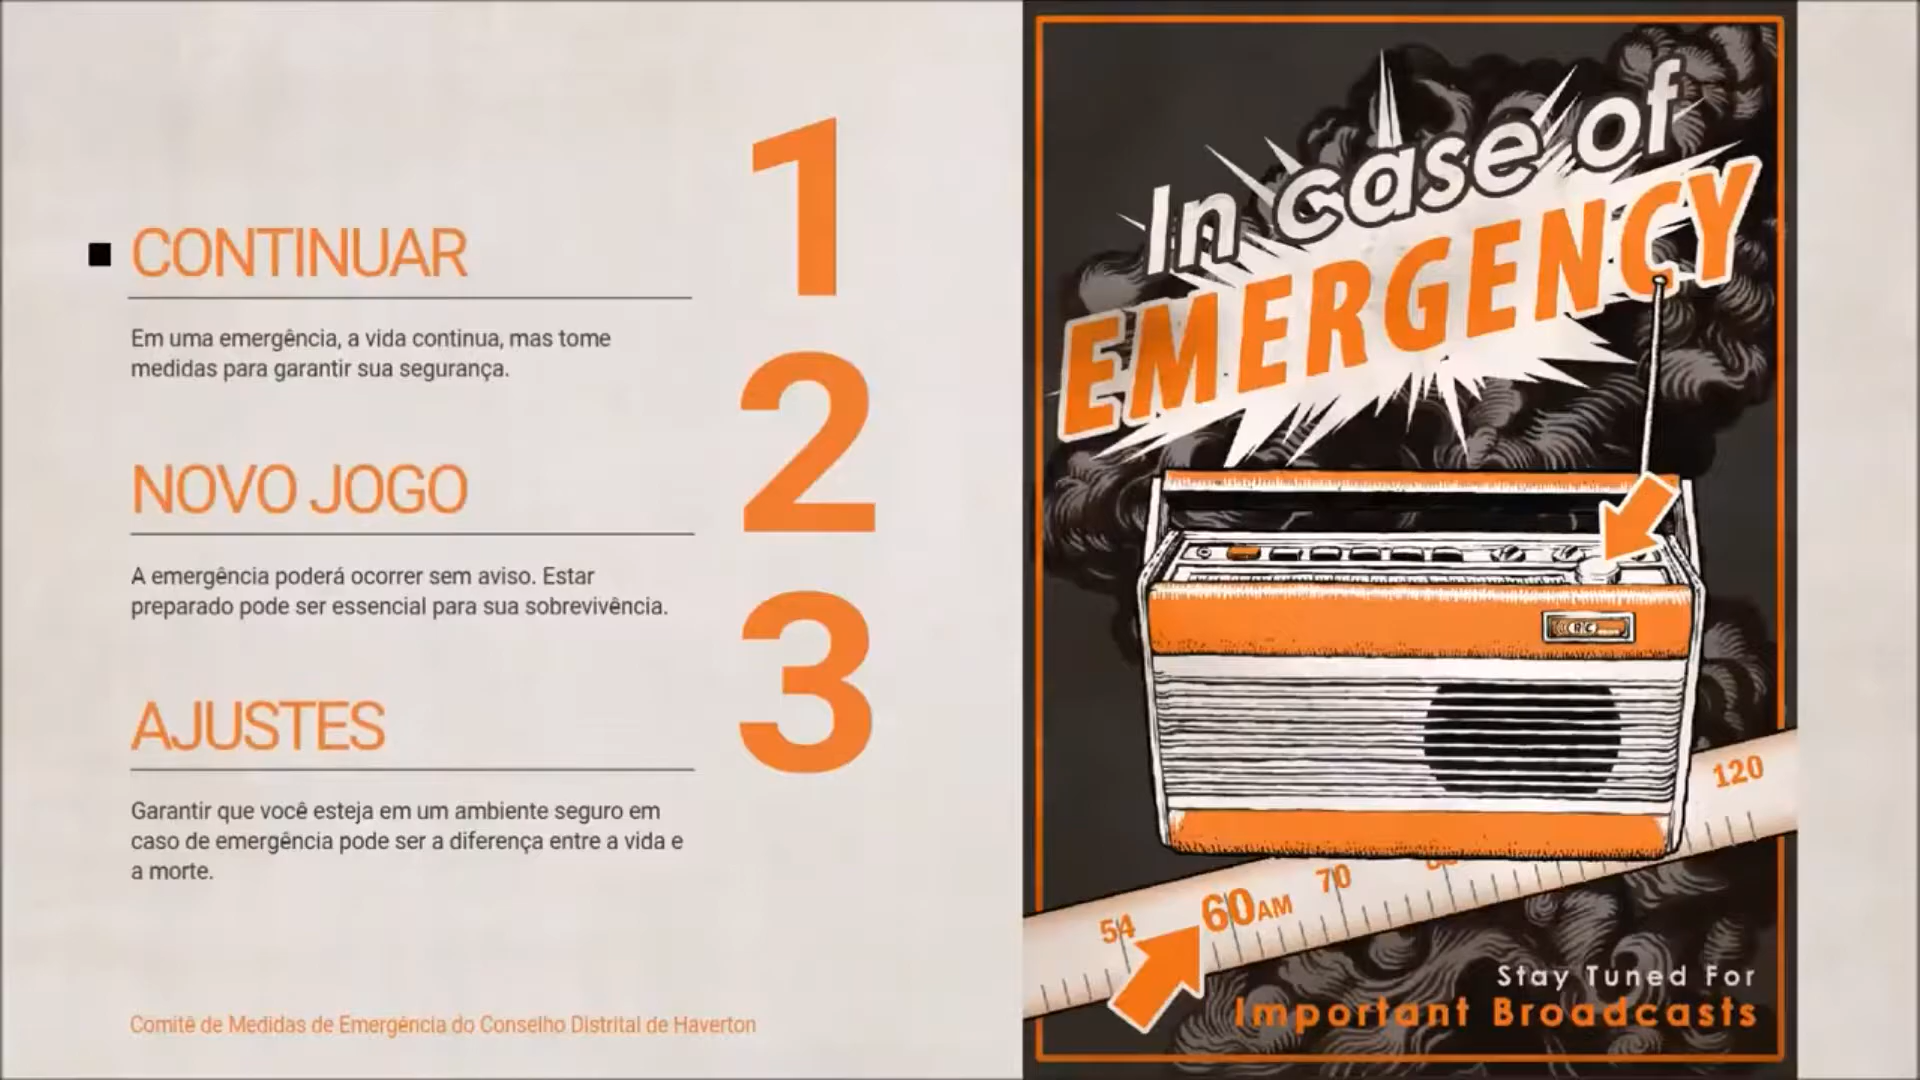 CONTINUAR
1
Em uma emergência, a vida continua, mas tome
medidas para garantir sua segurança.
NOVO JOGO
2
A emergência poderá ocorrer sem aviso. Estar
preparado pode ser essencial para sua sobrevivência.
AJUSTES
3
Garantir que você esteja em um ambiente seguro em
caso de emergência pode ser a diferença entre a vida e
a morte.
Comitê de Medidas de Emergência do Conselho Distrital de Haverton
In case of
EMERGENCY
54 60AM 70 120
Stay Tuned For
Important Broadcasts